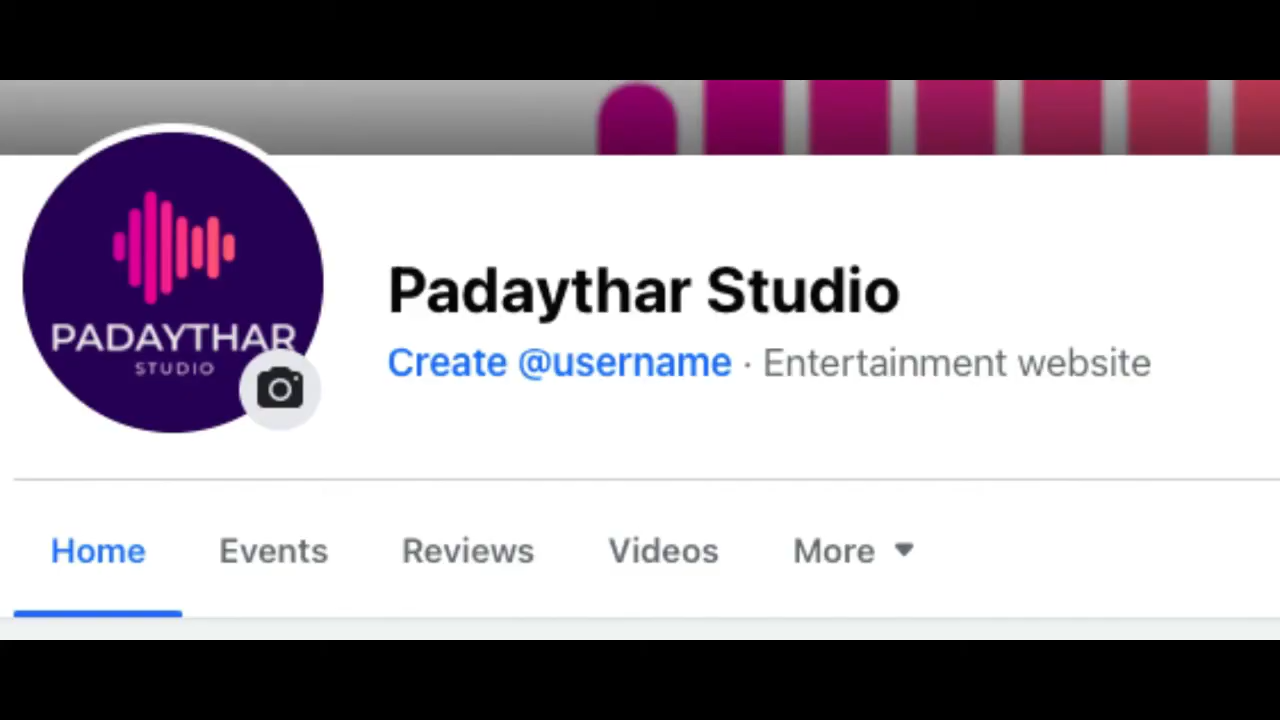 PADAYTHAR
STUDIO
Padaythar Studio
Create @username · Entertainment website
Home Events Reviews Videos More